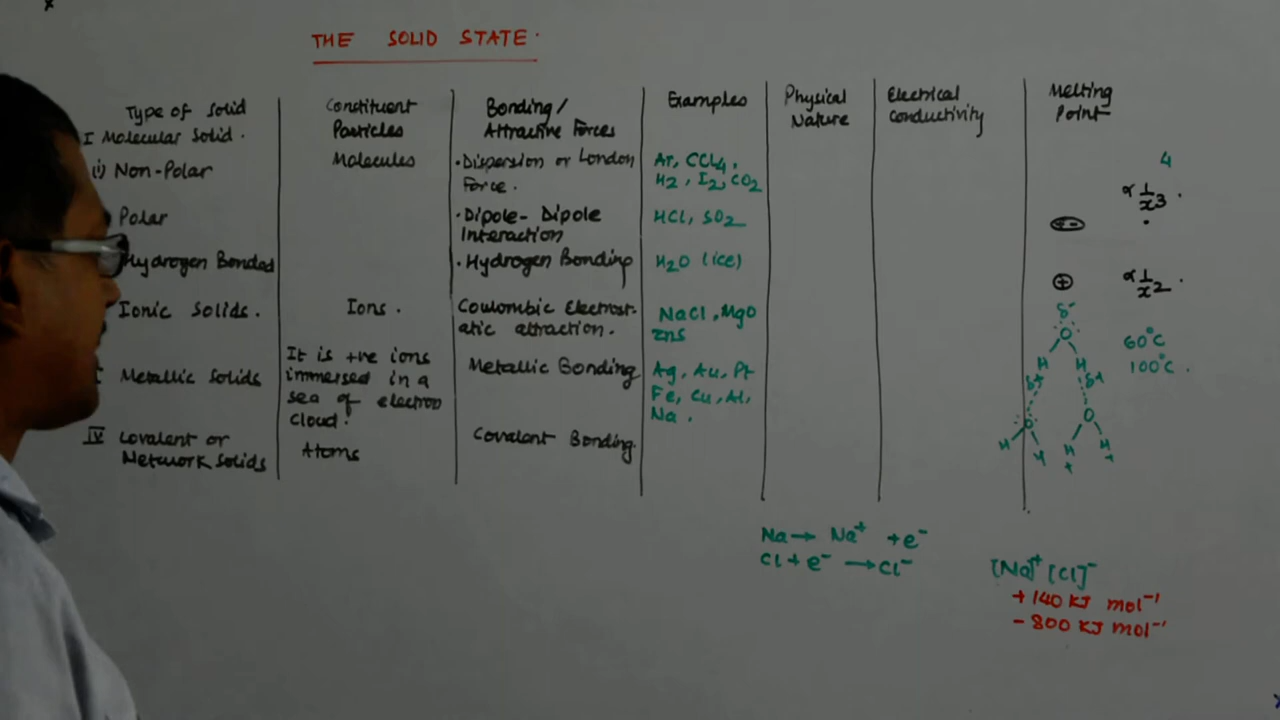 THE SOLID STATE.
Type of Solid
Constituent
Particles
Bonding/
Attractive Forces
Examples
Physical
Nature
Electrical
Conductivity
Melting
Point
I Molecular Solid.
(i) Non-Polar
Molecules
• Dispersion or London
Force.
Ar, CCl4,
H2, I2, CO2
Polar
• Dipole-Dipole
Interaction
HCl, SO2
Hydrogen Bonded
• Hydrogen Bonding
H2O (ice)
Ionic Solids.
Ions.
Coulombic Electrost-
atic attraction.
NaCl, MgO
ZnS
Metallic Solids
It is +ve ions
immersed in a
sea of electron
cloud.
Metallic Bonding
Ag, Au, Pt
Fe, Cu, Al,
Na.
IV Covalent or
Network Solids
Atoms
Covalent Bonding.
4
∝ 1/x3.
∝ 1/x2.
δ-
O
H H
δ+ δ+
O O
H H H H
+ +
60°C
100°C.
Na → Na+ + e-
Cl + e- → Cl-
[Na]+ [Cl]-
+ 140 KJ mol-1
- 800 KJ mol-1